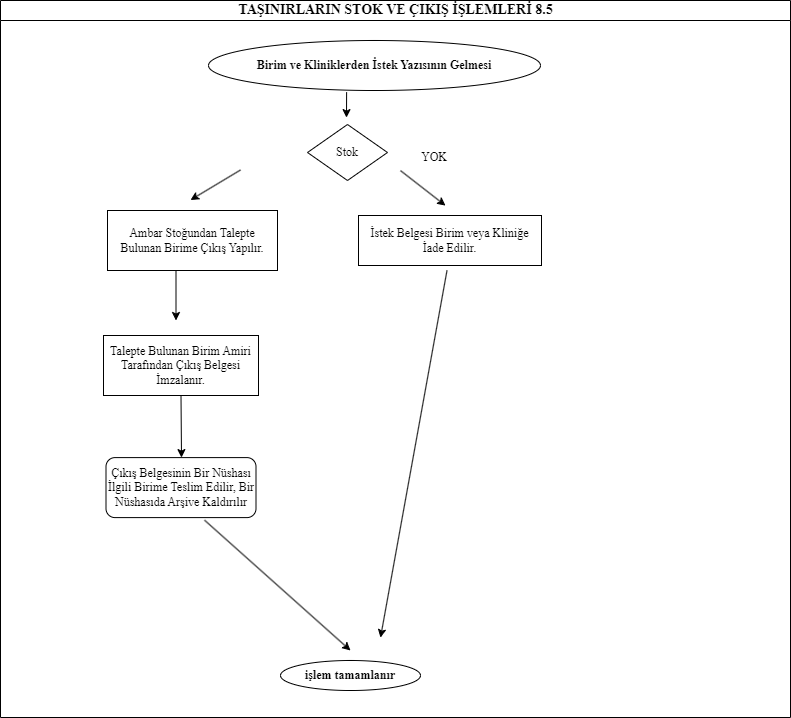 TAŞINIRLARIN STOK VE ÇIKIŞ İŞLEMLERİ 8.5
Birim ve Kliniklerden İstek Yazısının Gelmesi
Stok
YOK
Ambar Stoğundan Talepte
Bulunan Birime Çıkış Yapılır.
İstek Belgesi Birim veya Kliniğe
İade Edilir.
Talepte Bulunan Birim Amiri
Tarafından Çıkış Belgesi
İmzalanır.
Çıkış Belgesinin Bir Nüshası
İlgili Birime Teslim Edilir, Bir
Nüshasıda Arşive Kaldırılır
işlem tamamlanır